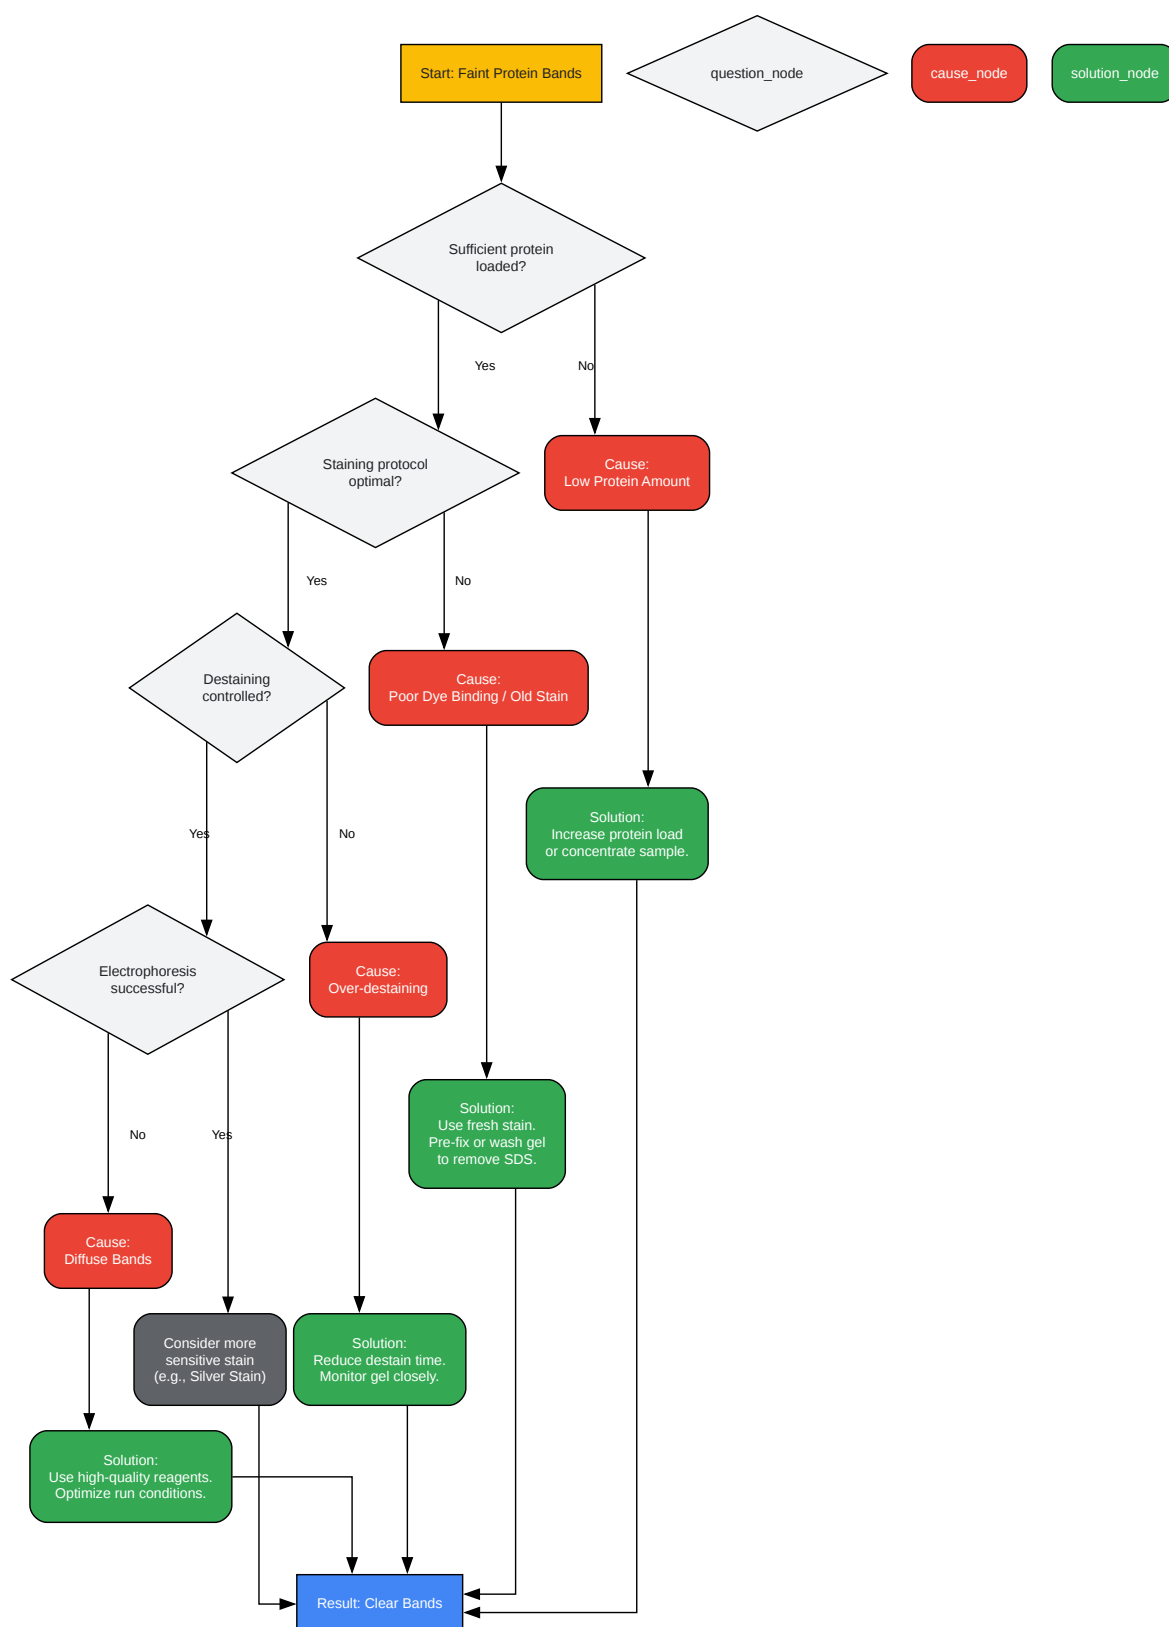 Start: Faint Protein Bands
question_node
cause_node
solution_node
Sufficient protein
loaded?
Yes
No
Staining protocol
optimal?
Cause:
Low Protein Amount
Yes
No
Destaining
controlled?
Cause:
Poor Dye Binding / Old Stain
Yes
No
Solution:
Increase protein load
or concentrate sample.
Electrophoresis
successful?
Cause:
Over-destaining
No
Yes
Solution:
Use fresh stain.
Pre-fix or wash gel
to remove SDS.
Cause:
Diffuse Bands
Consider more
sensitive stain
(e.g., Silver Stain)
Solution:
Reduce destain time.
Monitor gel closely.
Solution:
Use high-quality reagents.
Optimize run conditions.
Result: Clear Bands